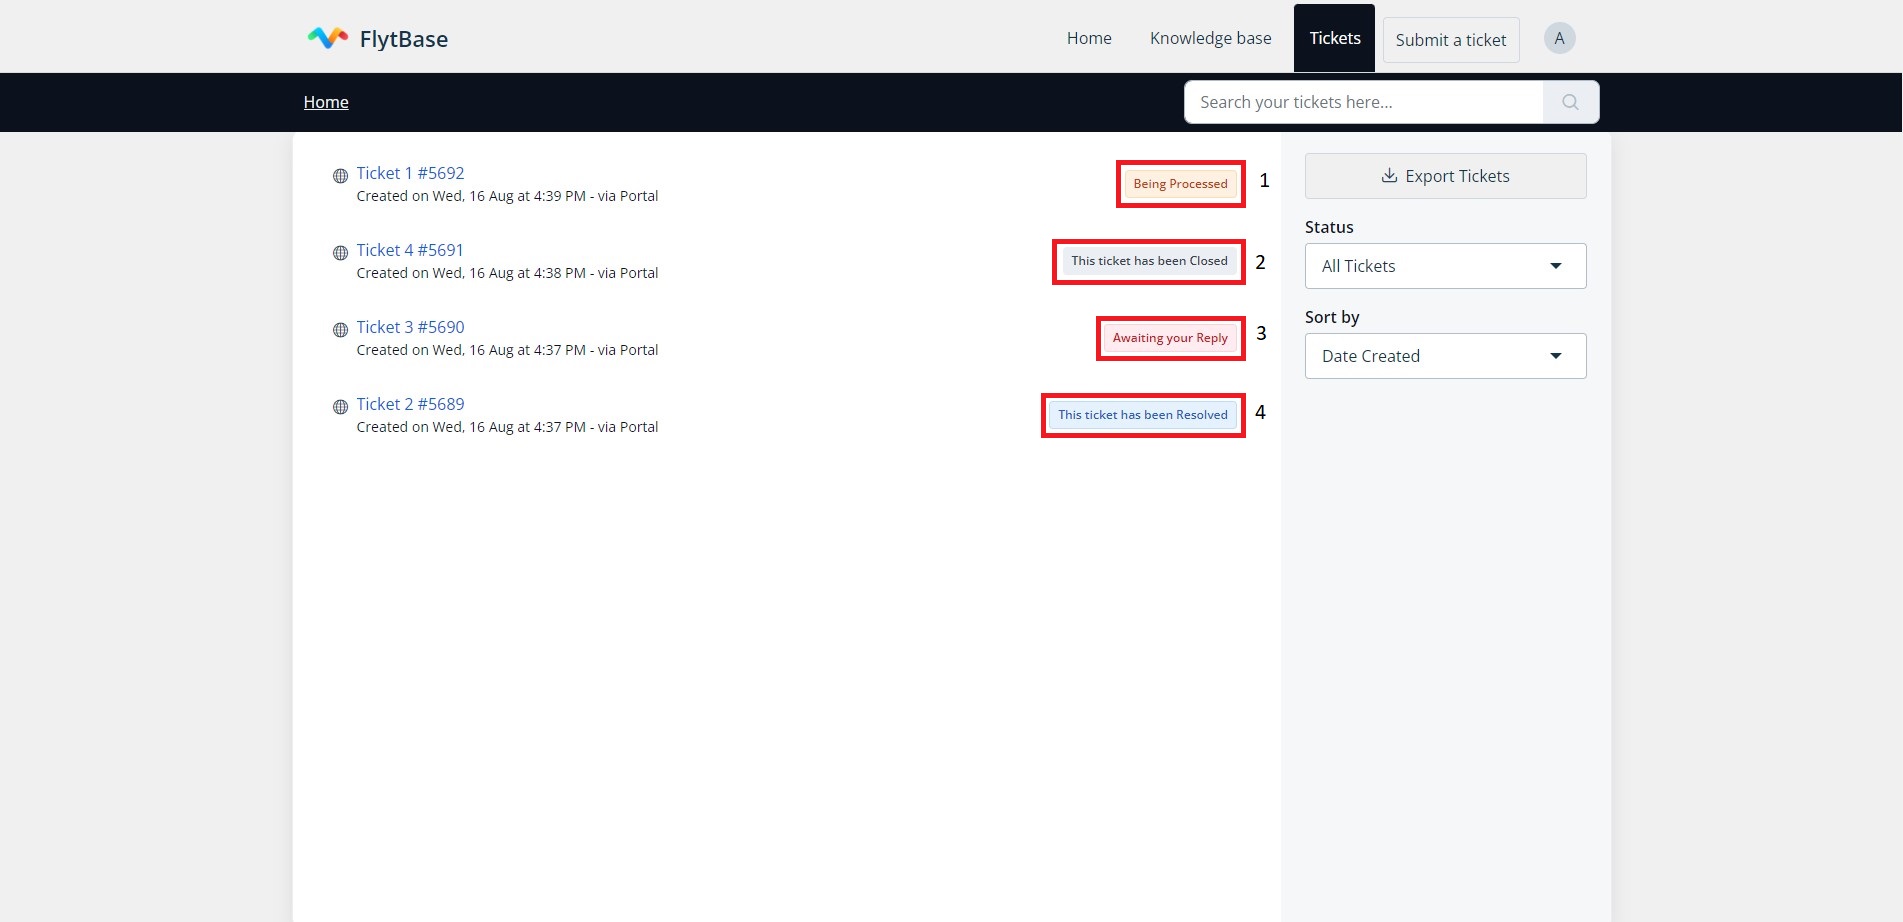 FlytBase
Home
Knowledge base
Tickets
Submit a ticket
A
Home
Search your tickets here...
Ticket 1 #5692
Created on Wed, 16 Aug at 4:39 PM - via Portal
Being Processed
1
Ticket 4 #5691
Created on Wed, 16 Aug at 4:38 PM - via Portal
This ticket has been Closed
2
Ticket 3 #5690
Created on Wed, 16 Aug at 4:37 PM - via Portal
Awaiting your Reply
3
Ticket 2 #5689
Created on Wed, 16 Aug at 4:37 PM - via Portal
This ticket has been Resolved
4
Export Tickets
Status
All Tickets
Sort by
Date Created